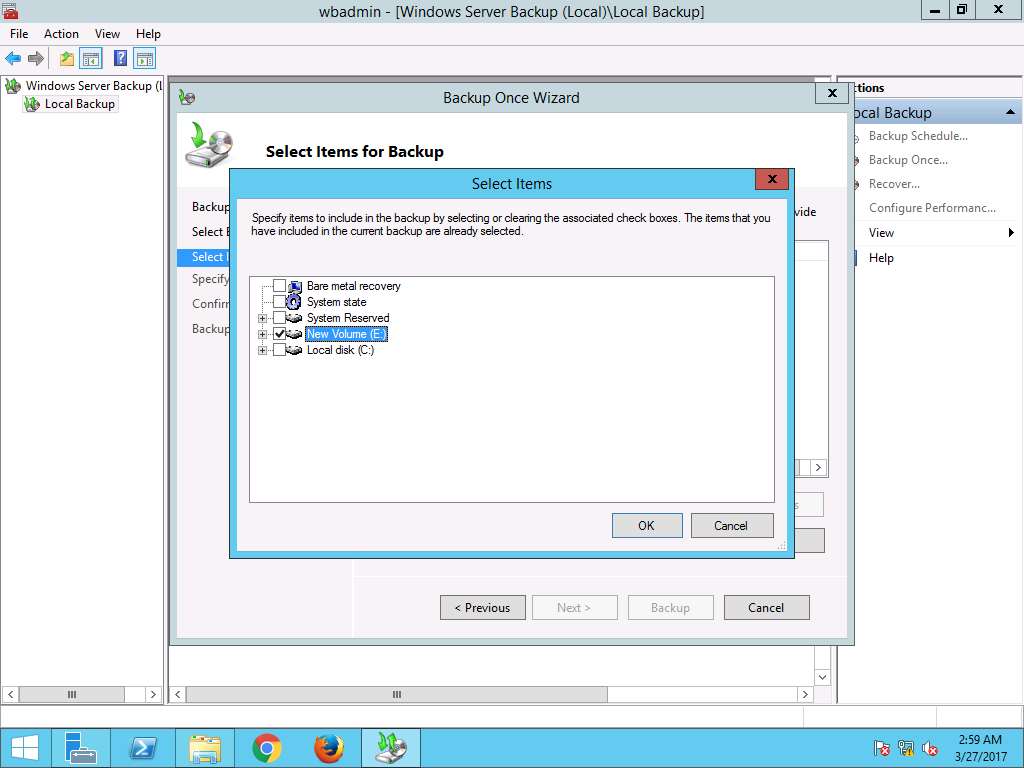 wbadmin - [Windows Server Backup (Local)\Local Backup]
File Action View Help
Windows Server Backup (L
Local Backup
Backup Once Wizard
Select Items for Backup
Backup
Select
Select
Specify
Confir
Backup
vide
< Previous Next > Backup Cancel
Select Items
Specify items to include in the backup by selecting or clearing the associated check boxes. The items that you
have included in the current backup are already selected.
Bare metal recovery
System state
System Reserved
New Volume (E:)
Local disk (C:)
OK Cancel
ctions
ocal Backup
Backup Schedule...
Backup Once...
Recover...
Configure Performanc...
View
Help
2:59 AM
3/27/2017